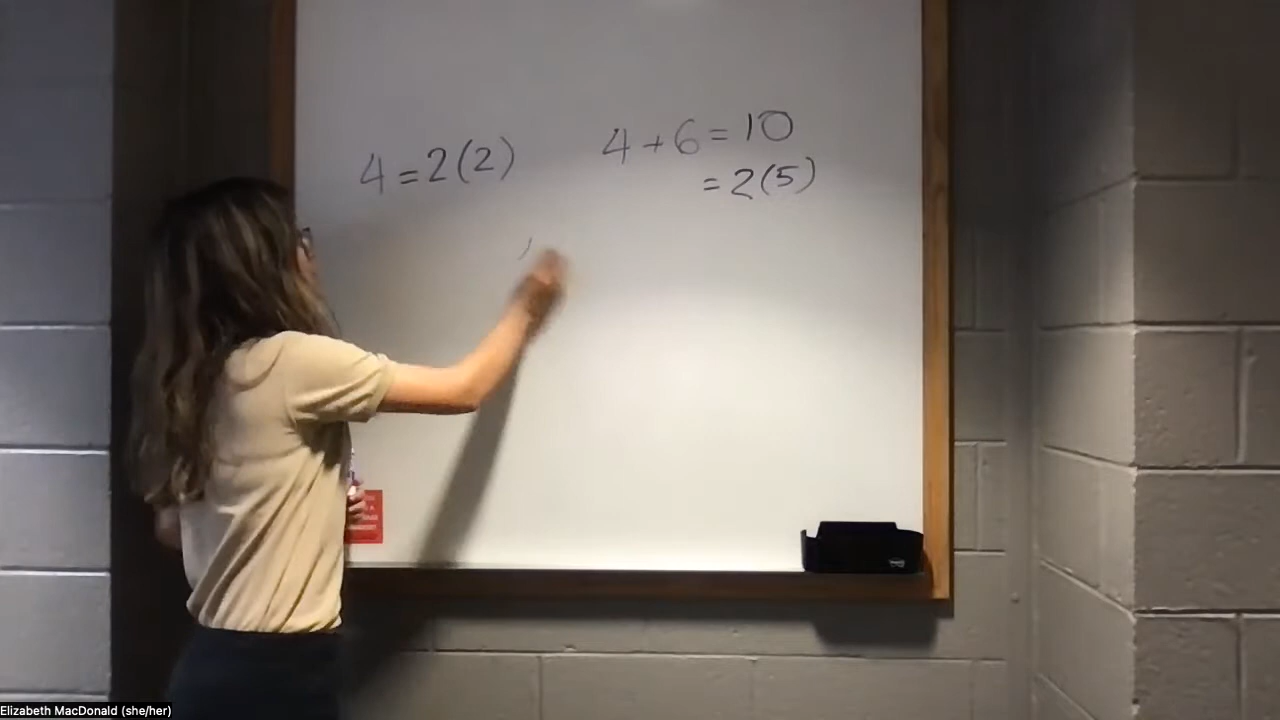 4 = 2(2)
4 + 6 = 10
= 2(5)
Elizabeth MacDonald (she/her)